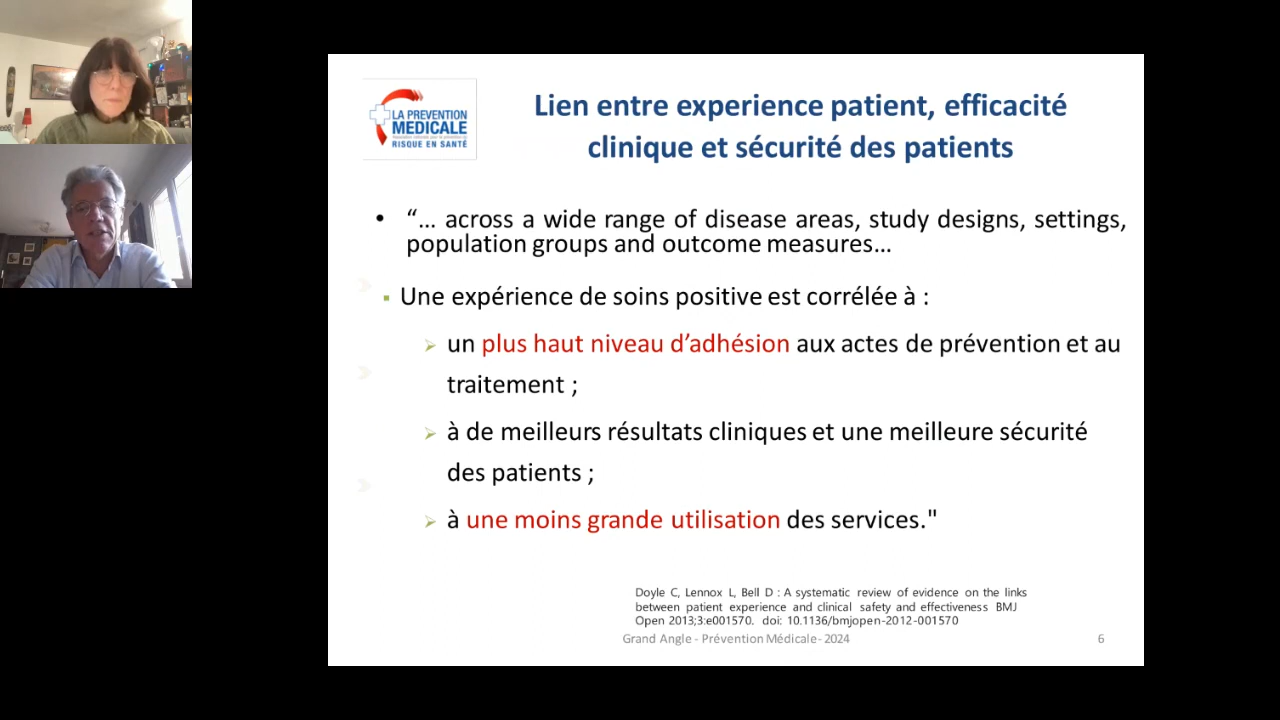 LA PREVENTION
MEDICALE
RISQUE EN SANTÉ
Lien entre experience patient, efficacité
clinique et sécurité des patients
• “… across a wide range of disease areas, study designs, settings,
population groups and outcome measures…
Une expérience de soins positive est corrélée à :
un plus haut niveau d’adhésion aux actes de prévention et au
traitement ;
à de meilleurs résultats cliniques et une meilleure sécurité
des patients ;
à une moins grande utilisation des services."
Doyle C, Lennox L, Bell D : A systematic review of evidence on the links
between patient experience and clinical safety and effectiveness BMJ
Open 2013;3:e001570. doi: 10.1136/bmjopen-2012-001570
Grand Angle - Prévention Médicale- 2024
6